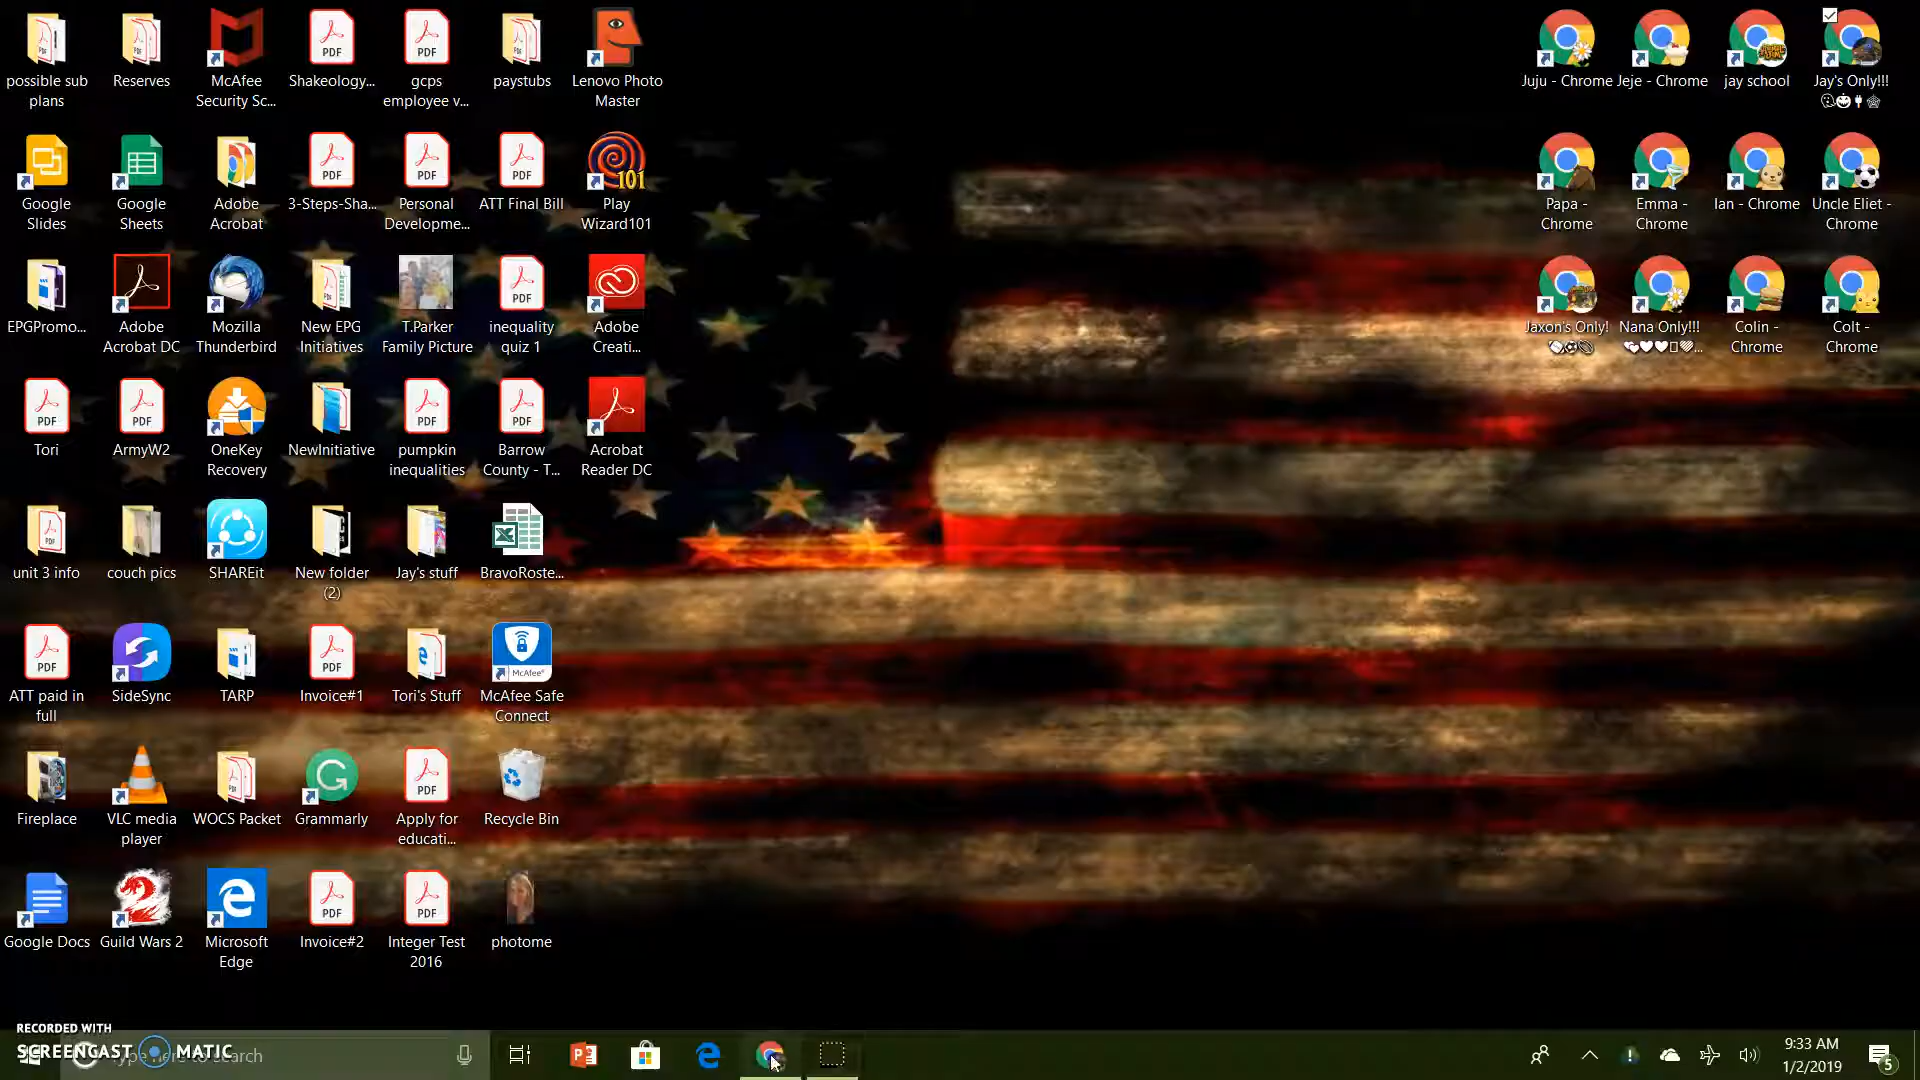 possible sub
plans
Reserves
McAfee
Security Sc...
Shakeology...
gcps
employee v...
paystubs
Lenovo Photo
Master
Juju - Chrome
Jeje - Chrome
jay school
Jay's Only!!!
Google
Slides
Google
Sheets
Adobe
Acrobat
3-Steps-Sha...
Personal
Developme...
ATT Final Bill
Play
Wizard101
Papa -
Chrome
Emma -
Chrome
Ian - Chrome
Uncle Eliet -
Chrome
EPGPromo...
Adobe
Acrobat DC
Mozilla
Thunderbird
New EPG
Initiatives
T.Parker
Family Picture
inequality
quiz 1
Adobe
Creati...
Jaxon's Only!
Nana Only!!!
Colin -
Chrome
Colt -
Chrome
Tori
ArmyW2
OneKey
Recovery
NewInitiative
pumpkin
inequalities
Barrow
County - T...
Acrobat
Reader DC
unit 3 info
couch pics
SHAREit
New folder
(2)
Jay's stuff
BravoRoste...
ATT paid in
full
SideSync
TARP
Invoice#1
Tori's Stuff
McAfee Safe
Connect
Fireplace
VLC media
player
WOCS Packet
Grammarly
Apply for
educati...
Recycle Bin
Google Docs
Guild Wars 2
Microsoft
Edge
Invoice#2
Integer Test
2016
photome
RECORDED WITH
SCREENCAST MATIC
Type here to search
9:33 AM
1/2/2019
5